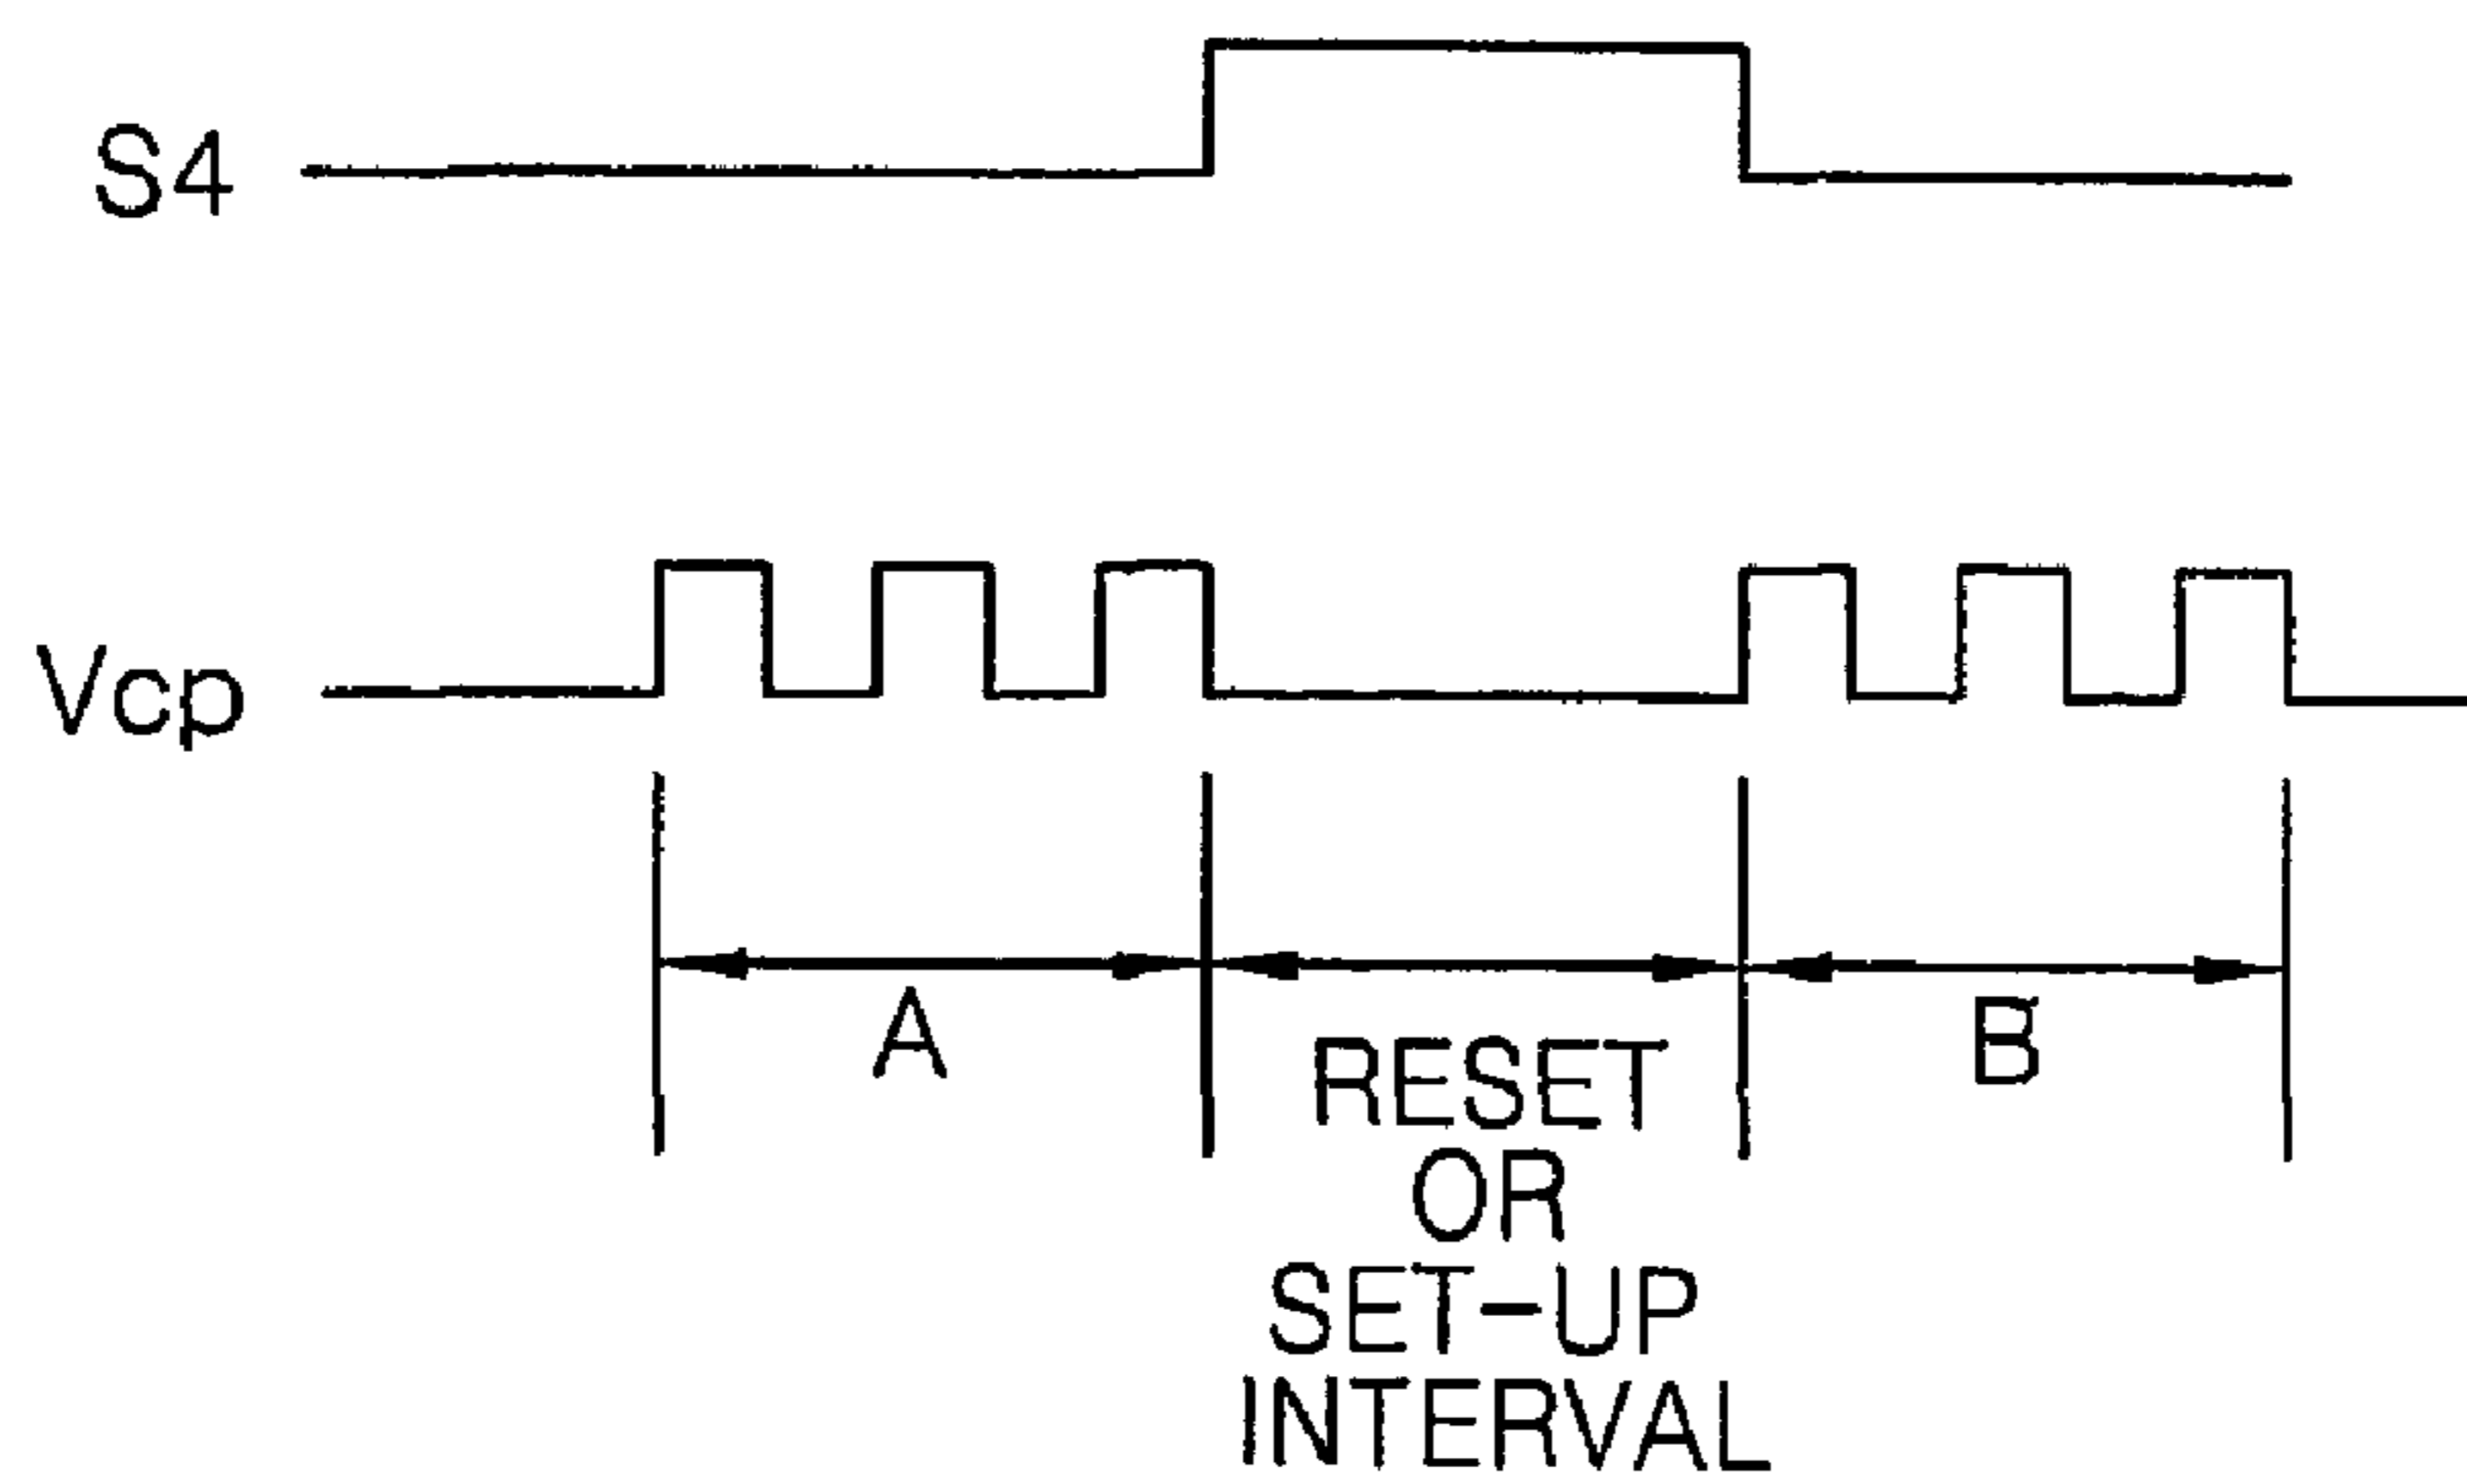 S4
Vcp
A
B
RESET
OR
SET-UP
INTERVAL